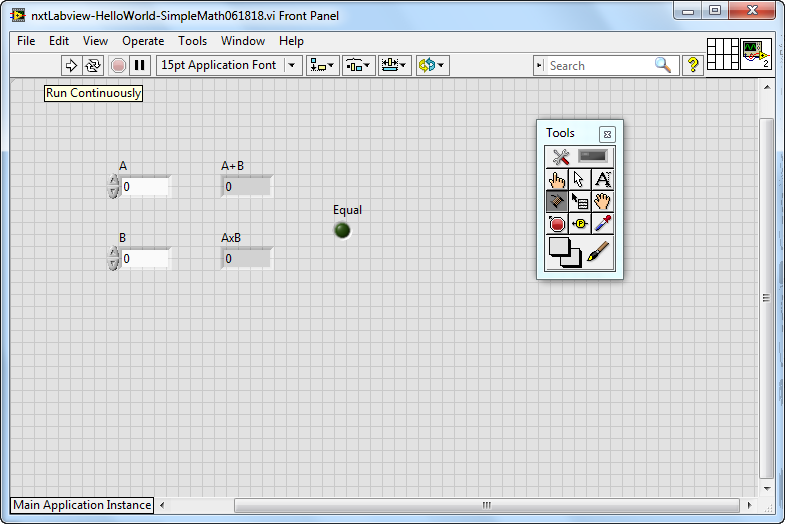 nxtLabview-HelloWorld-SimpleMath061818.vi Front Panel
File Edit View Operate Tools Window Help
15pt Application Font Search ?
2
Run Continuously
Tools
A A+B
0 0
A
Equal
P
B AxB
0 0
Main Application Instance